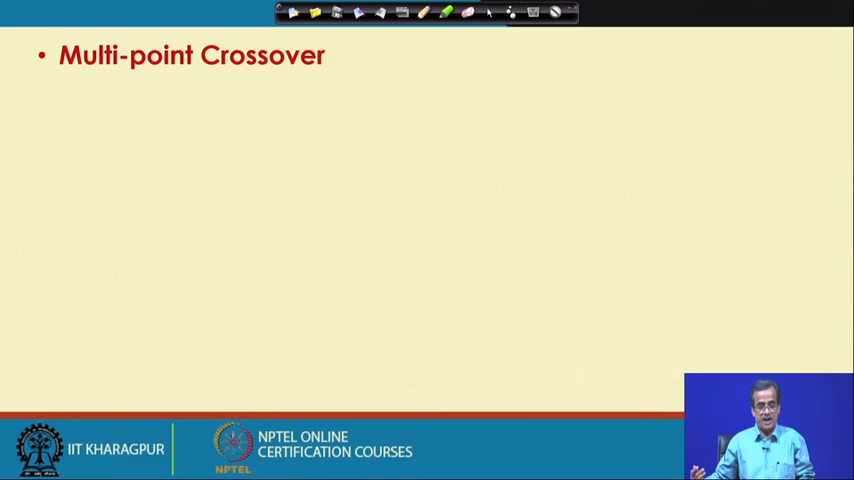 • Multi-point Crossover
IIT KHARAGPUR
NPTEL
NPTEL ONLINE
CERTIFICATION COURSES